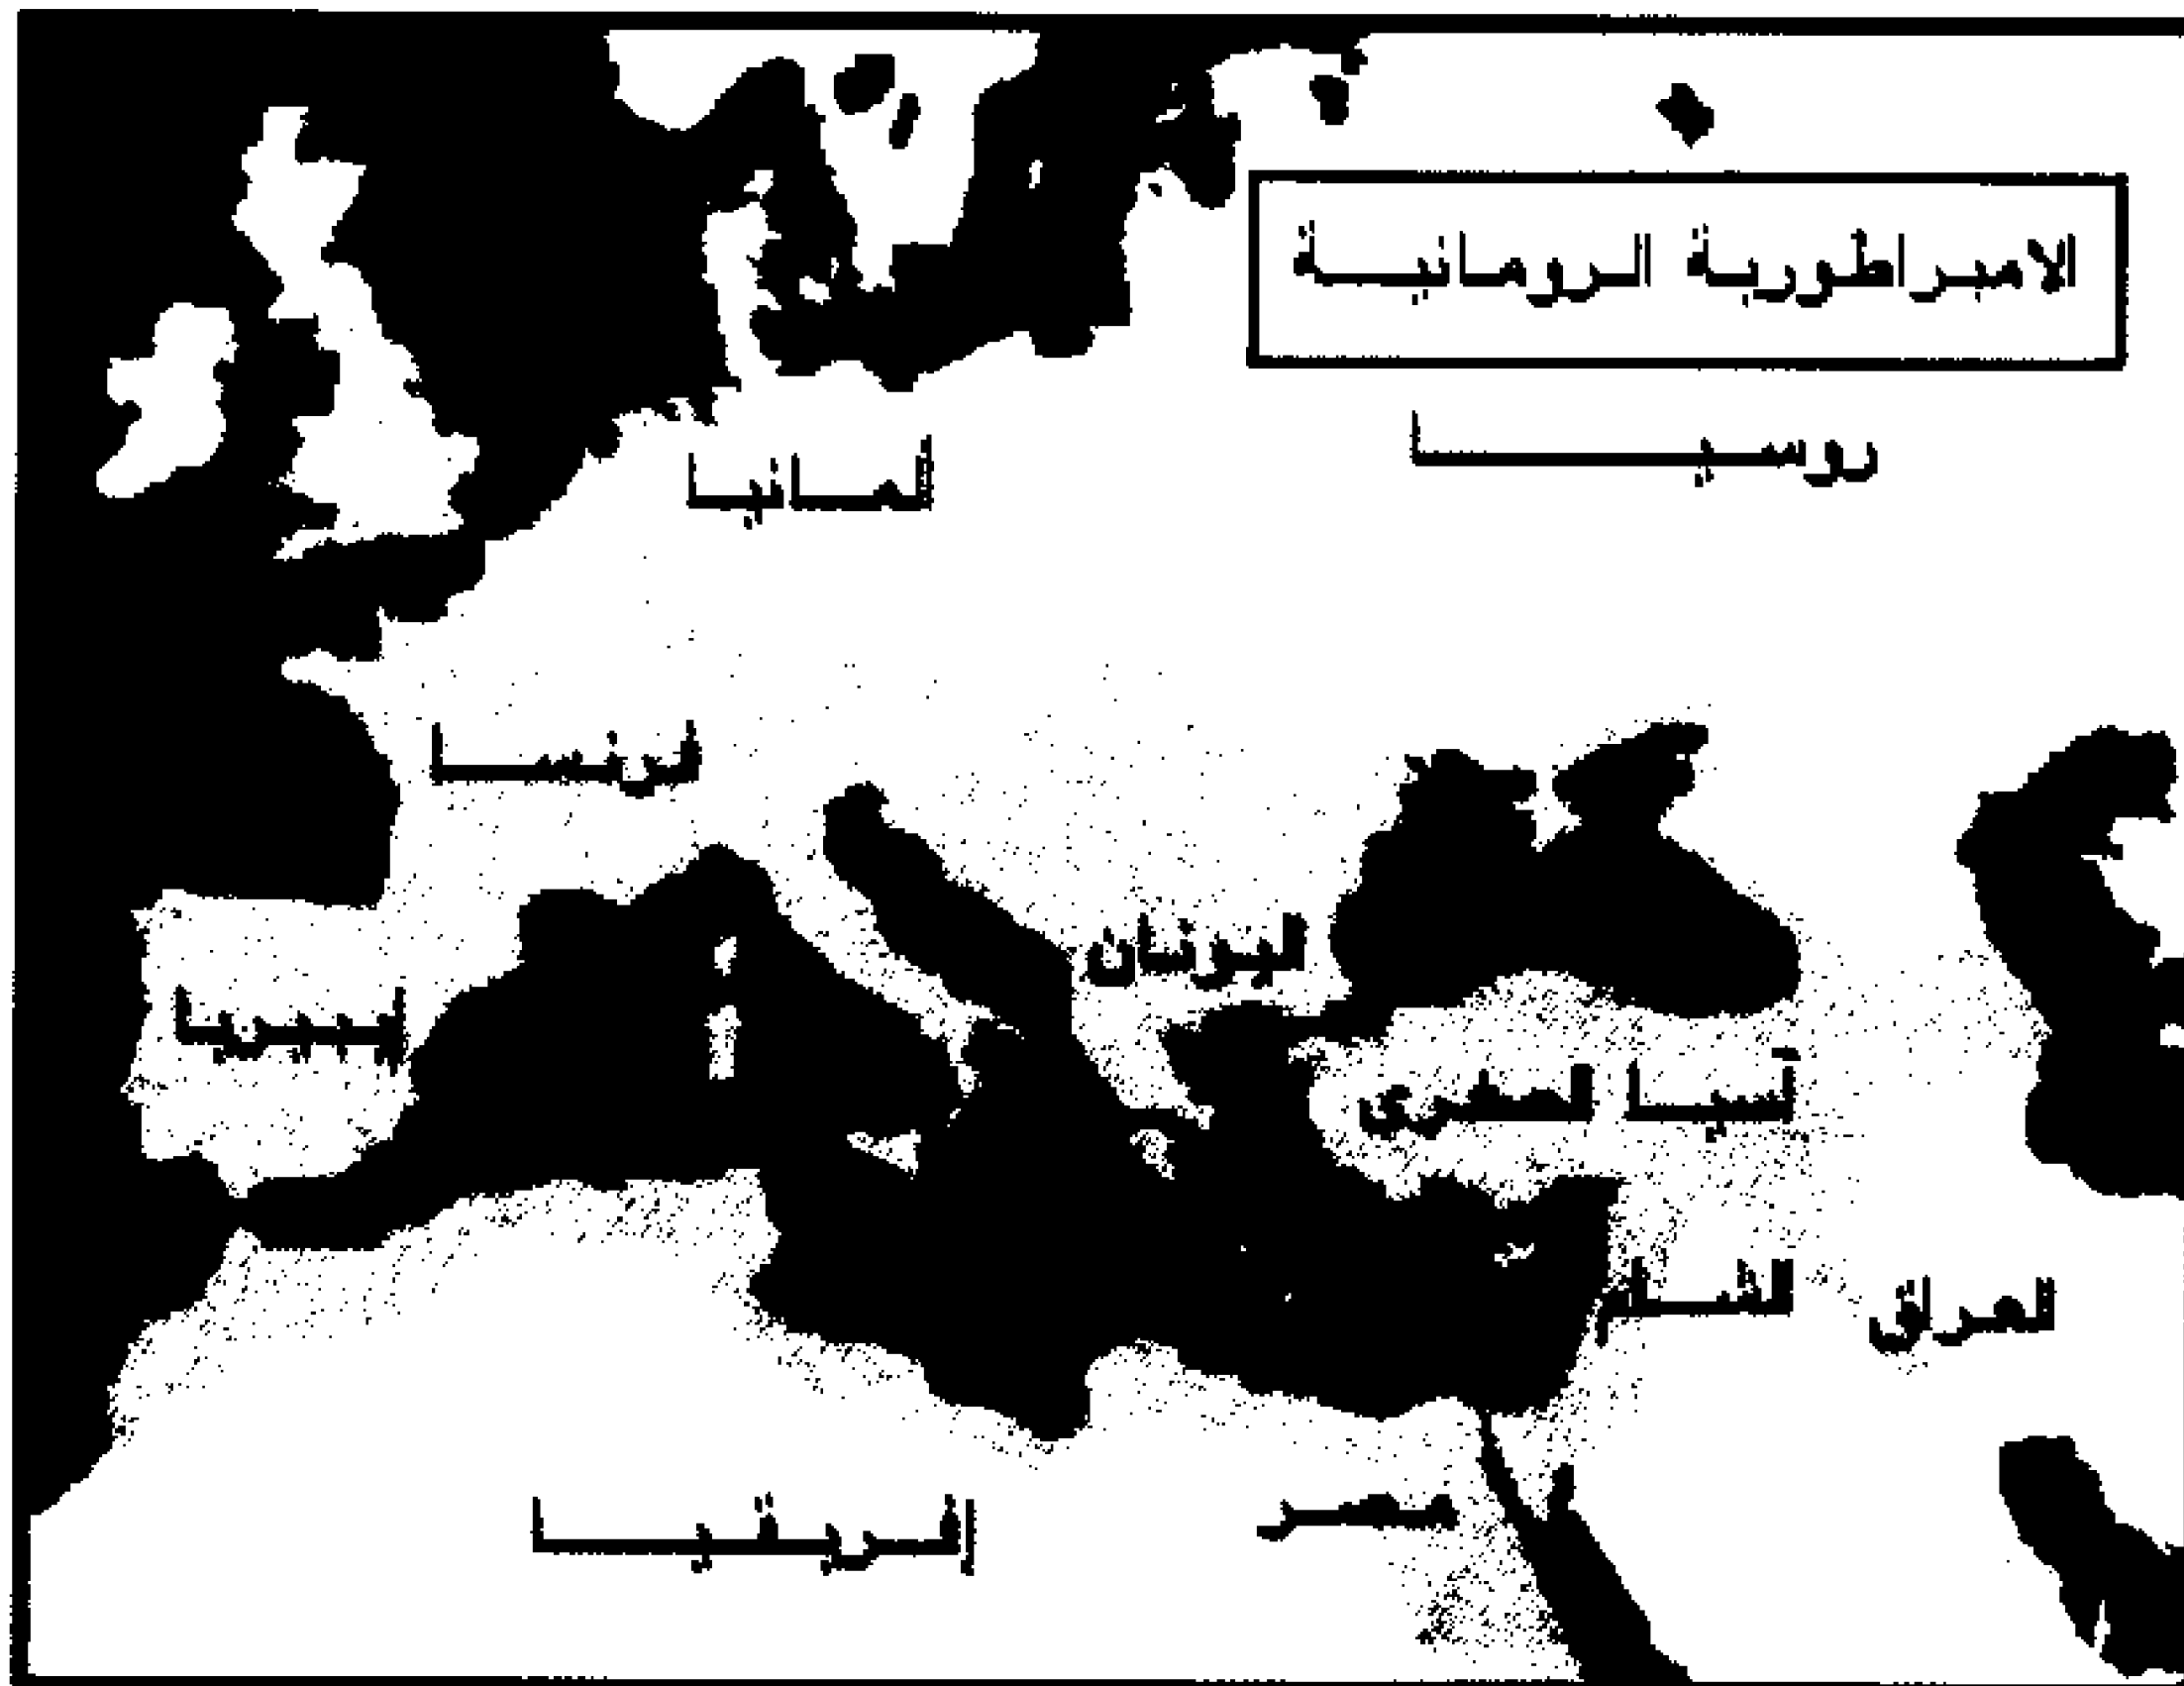 الامبراطورية الرومانية
روسيا
ألمانيا
فرنسا
اليونان
إسبانيا
آسيا الصغرى
الشام
العراق
إفريقيا
مصر